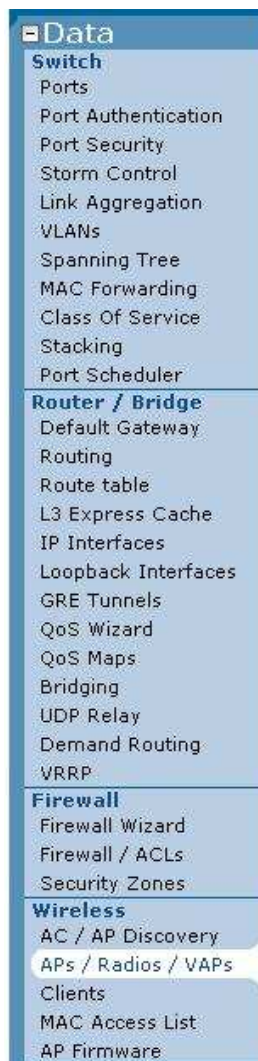 Data
Switch
Ports
Port Authentication
Port Security
Storm Control
Link Aggregation
VLANs
Spanning Tree
MAC Forwarding
Class Of Service
Stacking
Port Scheduler
Router / Bridge
Default Gateway
Routing
Route table
L3 Express Cache
IP Interfaces
Loopback Interfaces
GRE Tunnels
QoS Wizard
QoS Maps
Bridging
UDP Relay
Demand Routing
VRRP
Firewall
Firewall Wizard
Firewall / ACLs
Security Zones
Wireless
AC / AP Discovery
APs / Radios / VAPs
Clients
MAC Access List
AP Firmware